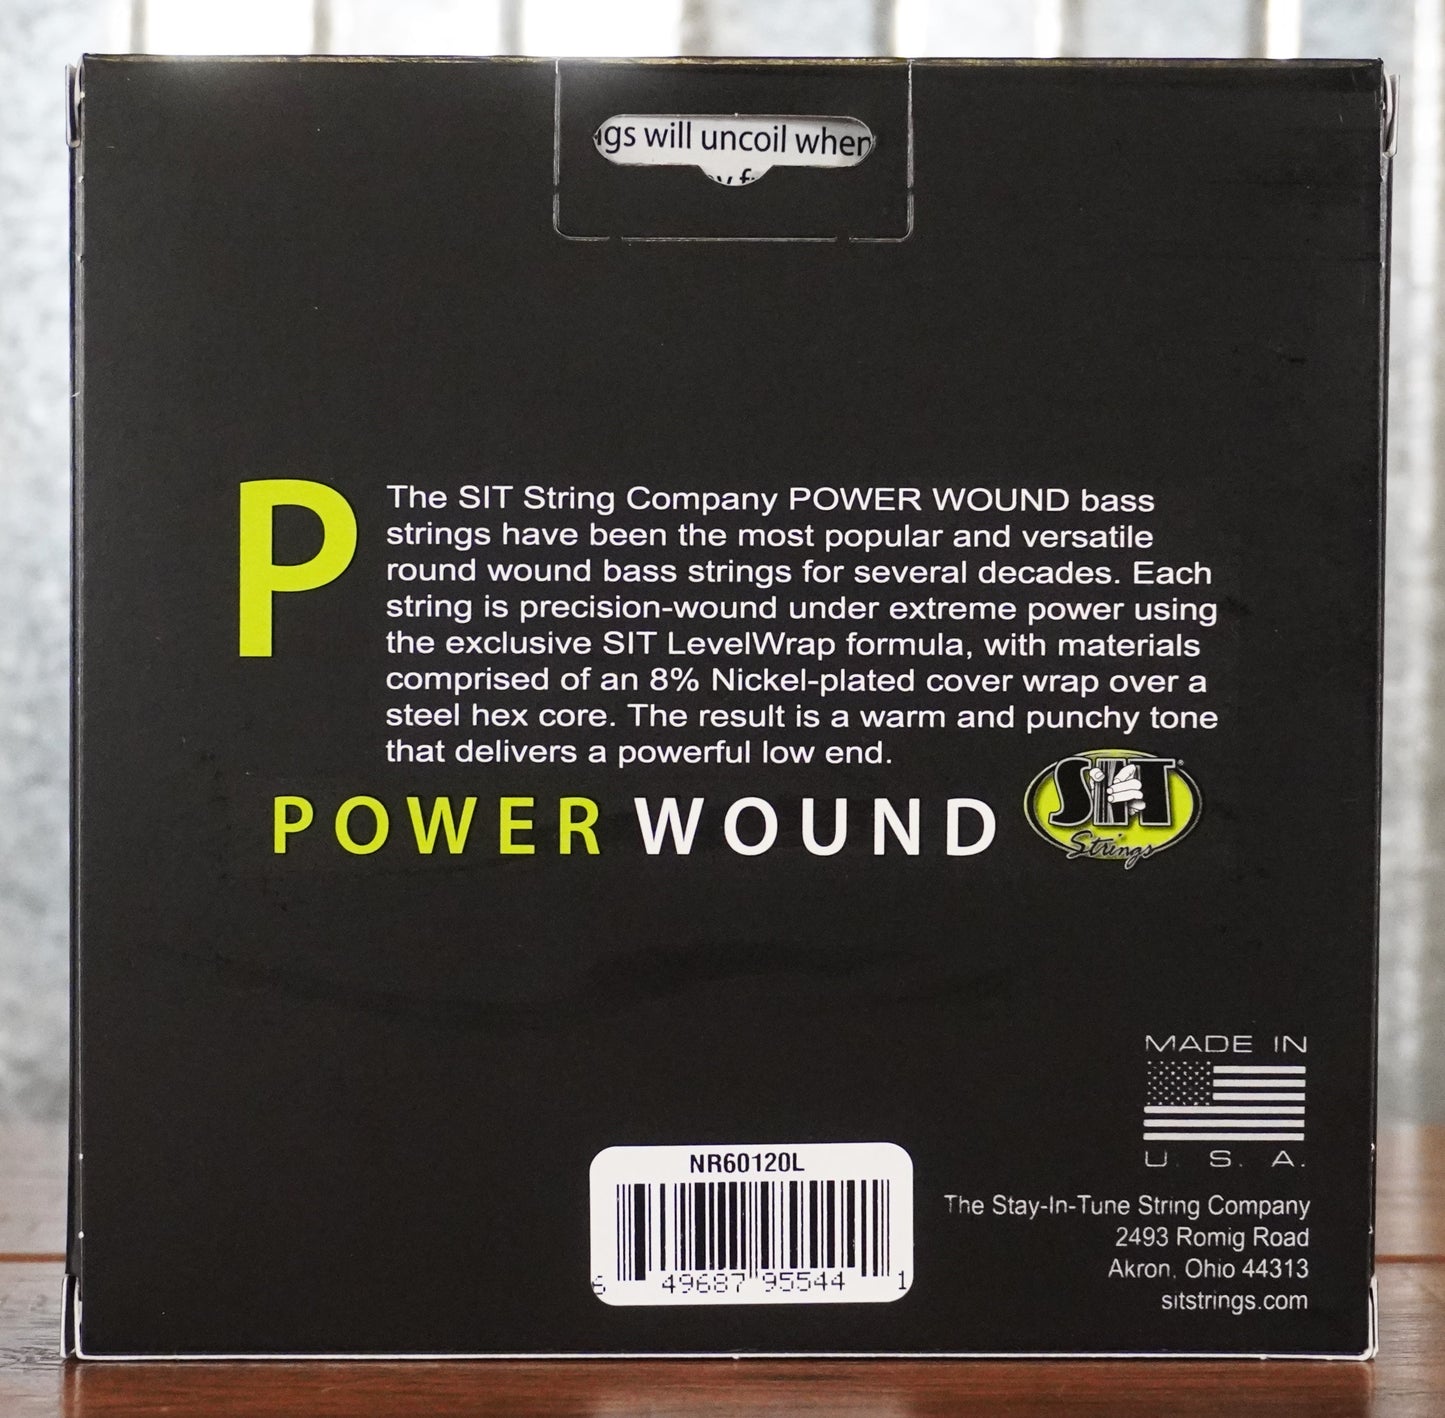 gs will uncoil when
P
The SIT String Company POWER WOUND bass
strings have been the most popular and versatile
round wound bass strings for several decades. Each
string is precision-wound under extreme power using
the exclusive SIT LevelWrap formula, with materials
comprised of an 8% Nickel-plated cover wrap over a
steel hex core. The result is a warm and punchy tone
that delivers a powerful low end.
POWER WOUND
SIT
Strings
MADE IN
U. S. A.
NR60120L
6 49687 95544 1
The Stay-In-Tune String Company
2493 Romig Road
Akron, Ohio 44313
sitstrings.com